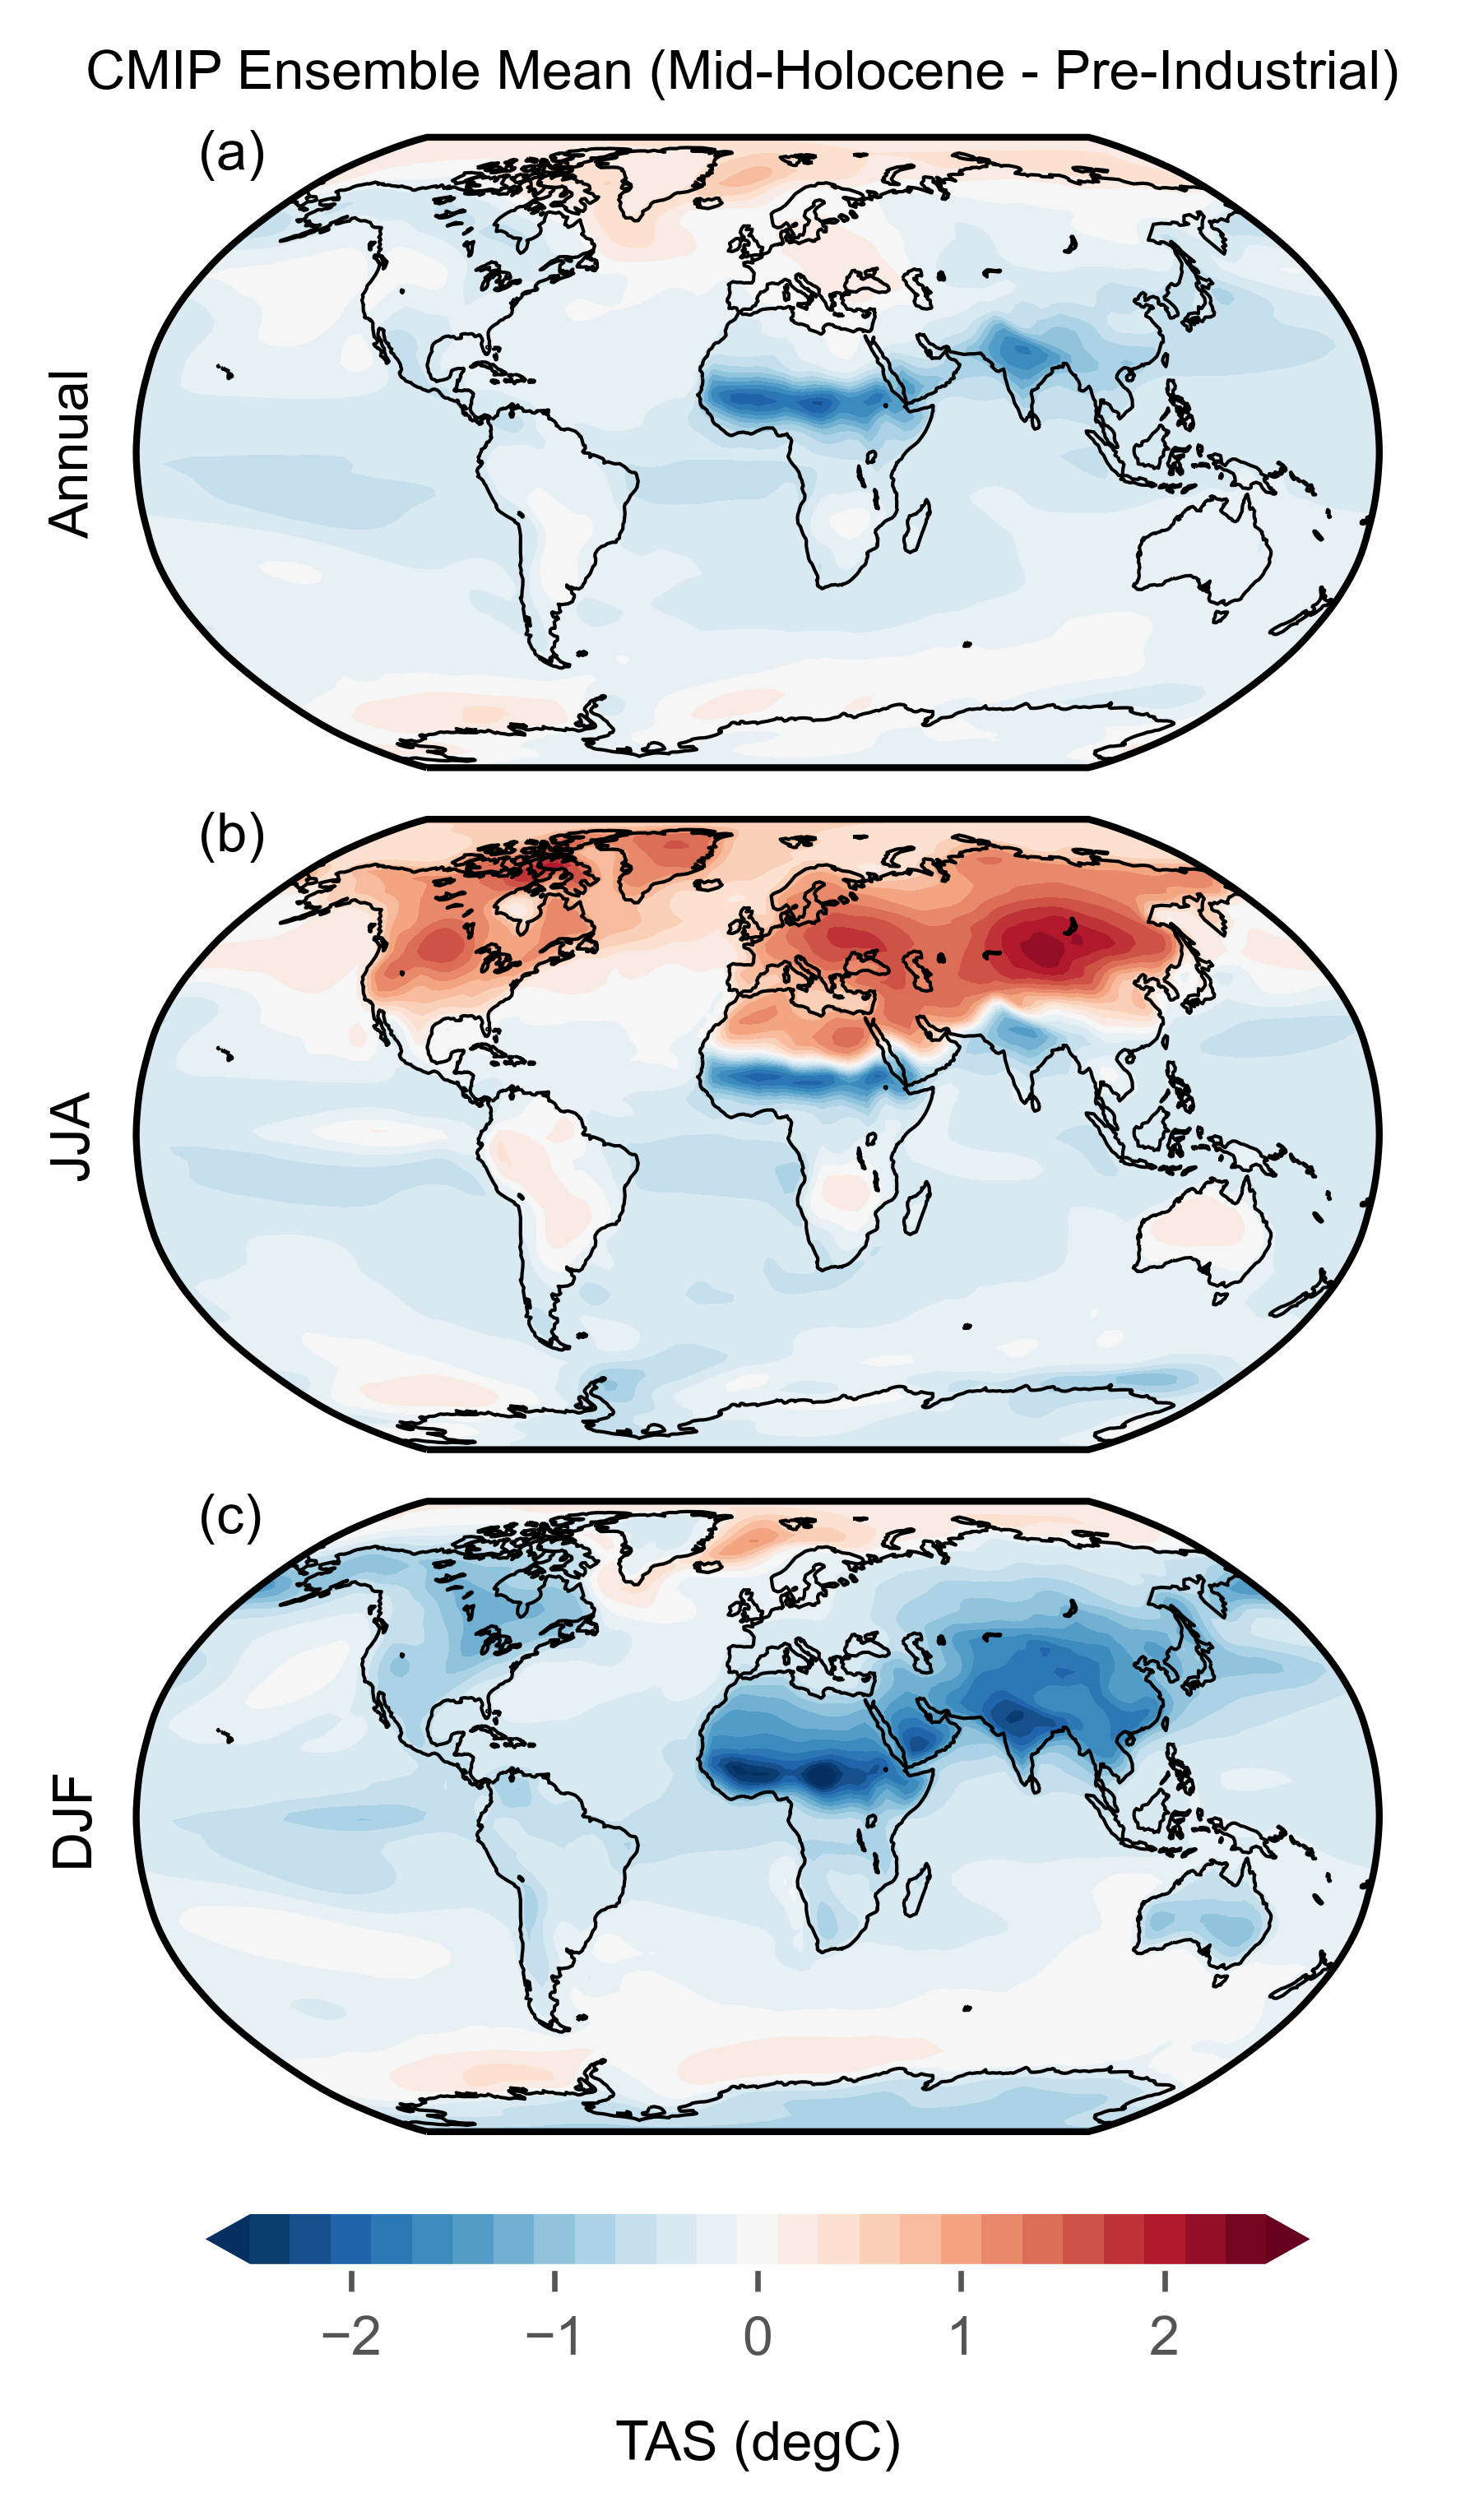 CMIP Ensemble Mean (Mid-Holocene - Pre-Industrial)
(a)
Annual
(b)
JJA
(c)
DJF
−2 −1 0 1 2
TAS (degC)